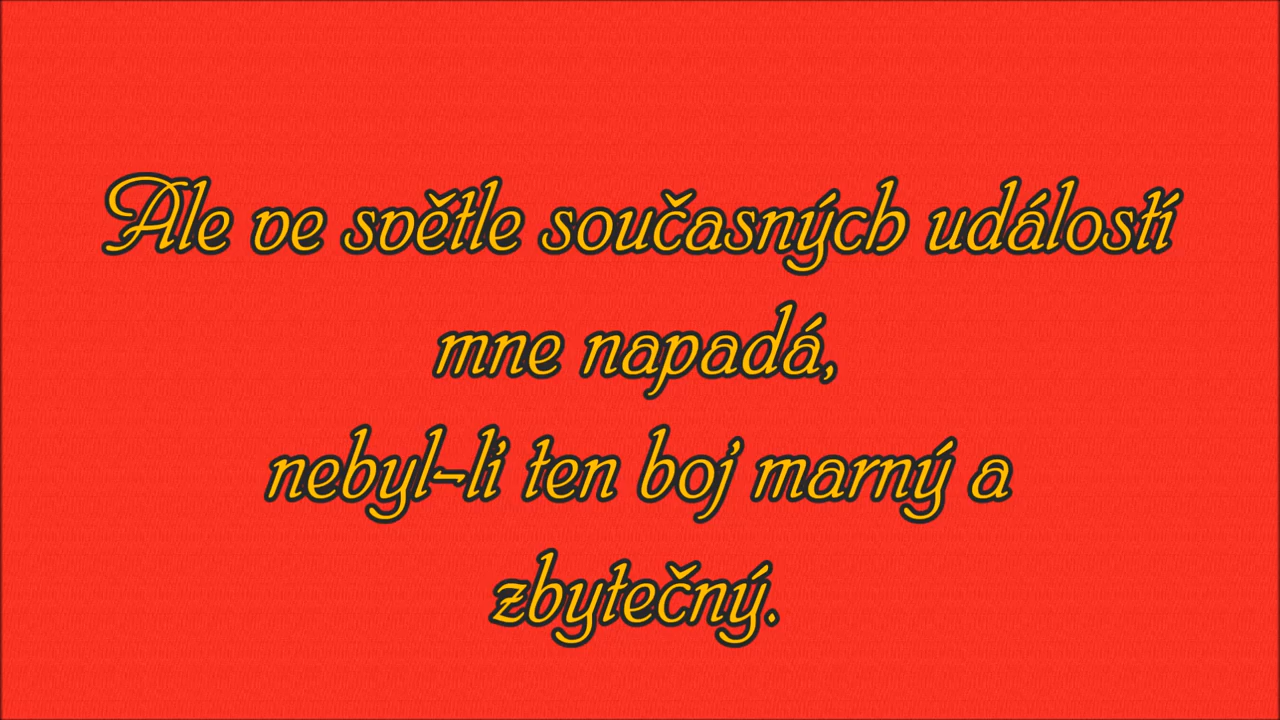 Ale ve světle současných událostí
mne napadá,
nebyl-li ten boj marný a
zbytečný.